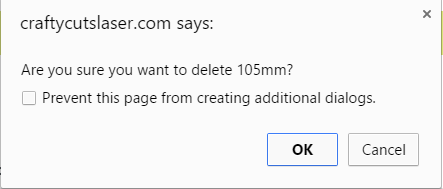 craftycutslaser.com says:
Are you sure you want to delete 105mm?
Prevent this page from creating additional dialogs.
OK Cancel